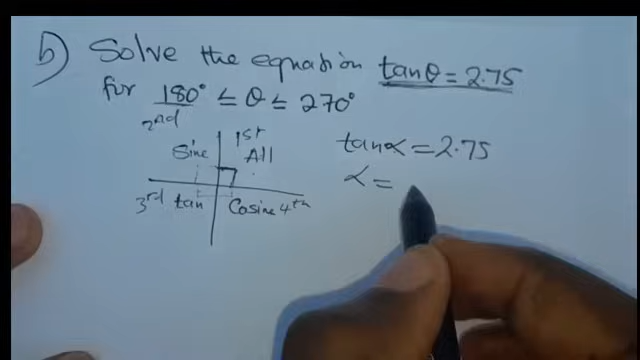 b) Solve the equation tanθ = 2.75
for 180° ≤ θ ≤ 270°
2nd
1st
Sine
All
3rd tan
Cosine 4th
tanα = 2.75
α =